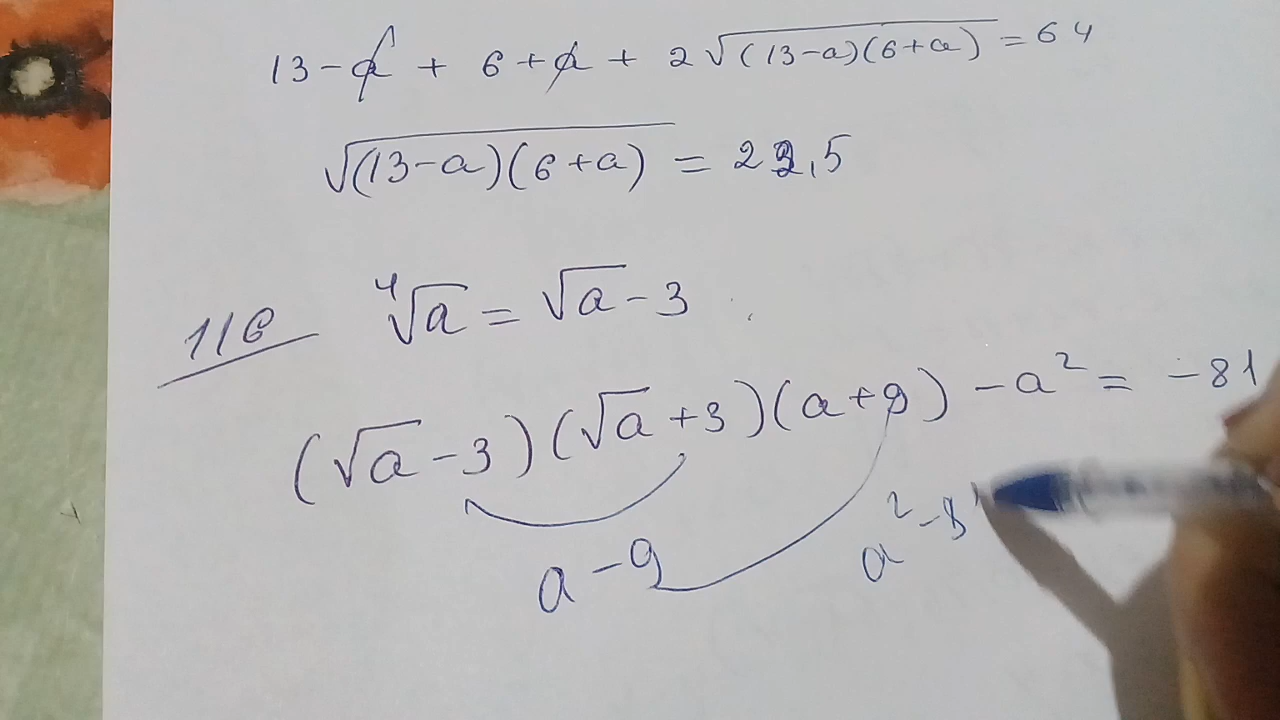 13-a + 6+a + 2√(13-a)(6+a) = 64
√(13-a)(6+a) = 22,5
116 ⁴√a = √a - 3
(√a-3)(√a+3)(a+9) - a² = -81
a-9
a²-8